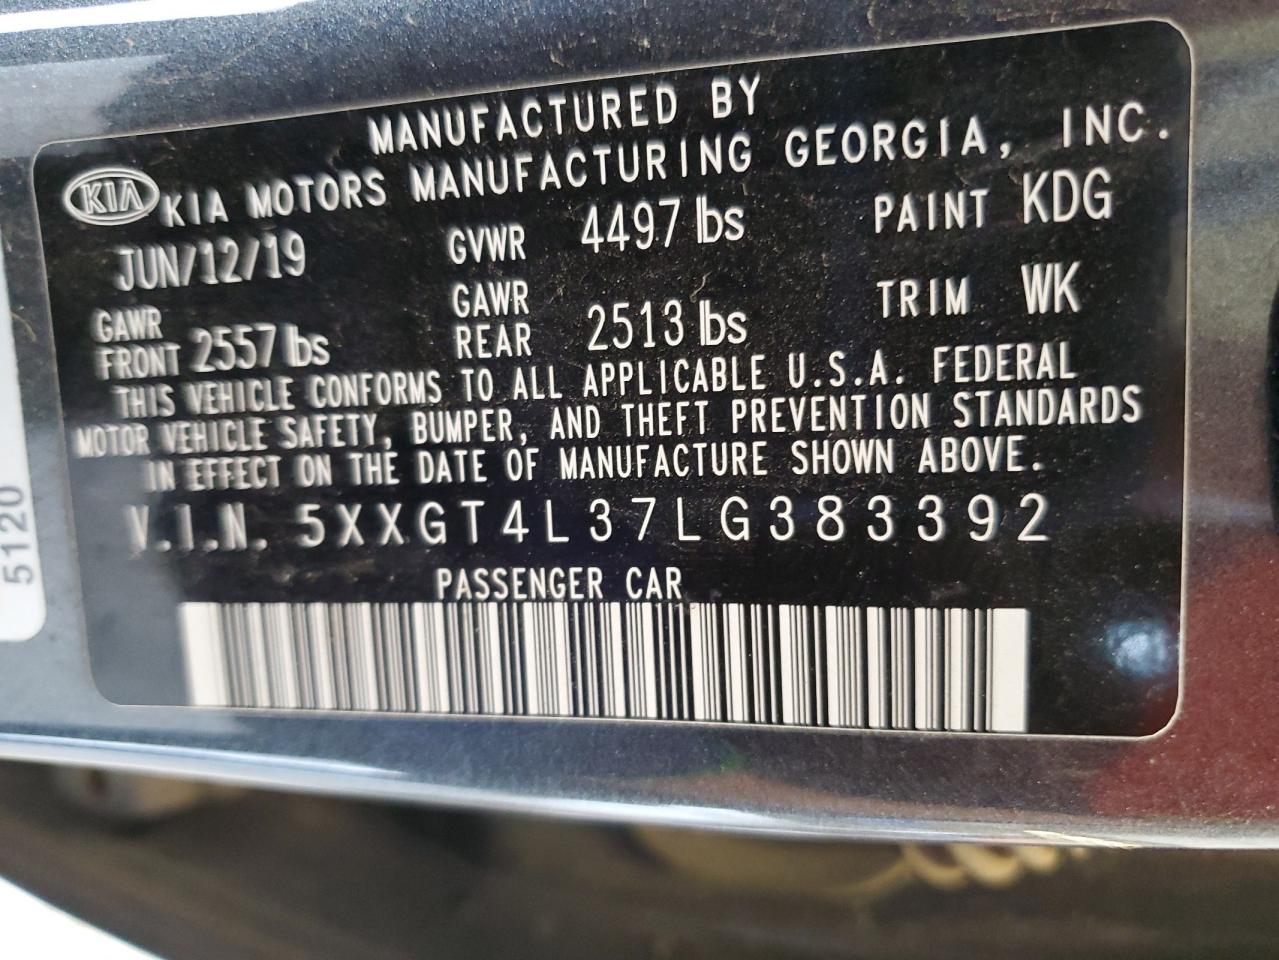 MANUFACTURED BY
KIA KIA MOTORS MANUFACTURING GEORGIA, INC.
JUN/12/19 GVWR 4497 lbs PAINT KDG
GAWR FRONT 2557 lbs GAWR REAR 2513 lbs TRIM WK
THIS VEHICLE CONFORMS TO ALL APPLICABLE U.S.A. FEDERAL
MOTOR VEHICLE SAFETY, BUMPER, AND THEFT PREVENTION STANDARDS
IN EFFECT ON THE DATE OF MANUFACTURE SHOWN ABOVE.
V.I.N. 5XXGT4L37LG383392
PASSENGER CAR
5120